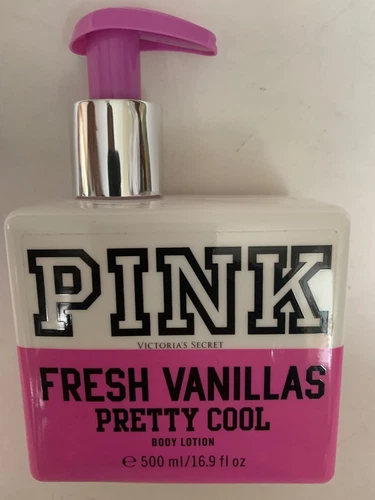 PINK
VICTORIA'S SECRET
FRESH VANILLAS
PRETTY COOL
BODY LOTION
℮ 500 ml/16.9 fl oz